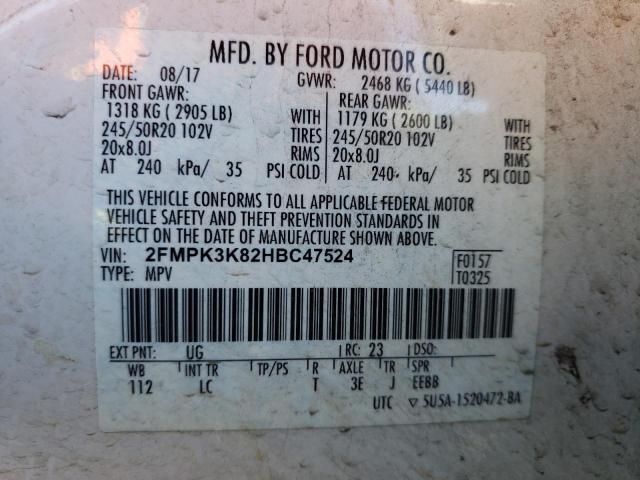 MFD. BY FORD MOTOR CO.
DATE: 08/17 GVWR: 2468 KG ( 5440 LB)
FRONT GAWR: REAR GAWR:
1318 KG ( 2905 LB) WITH 1179 KG ( 2600 LB) WITH
245/50R20 102V TIRES 245/50R20 102V TIRES
20x8.0J RIMS 20x8.0J RIMS
AT 240 kPa/ 35 PSI COLD AT 240 kPa/ 35 PSI COLD
THIS VEHICLE CONFORMS TO ALL APPLICABLE FEDERAL MOTOR
VEHICLE SAFETY AND THEFT PREVENTION STANDARDS IN
EFFECT ON THE DATE OF MANUFACTURE SHOWN ABOVE.
VIN: 2FMPK3K82HBC47524 F0157
TYPE: MPV T0325
EXT PNT: UG RC: 23 DSO:
WB INT TR TP/PS R AXLE TR SPR
112 LC T 3E J EE8B
UTC ▽ 5U5A-1520472-BA